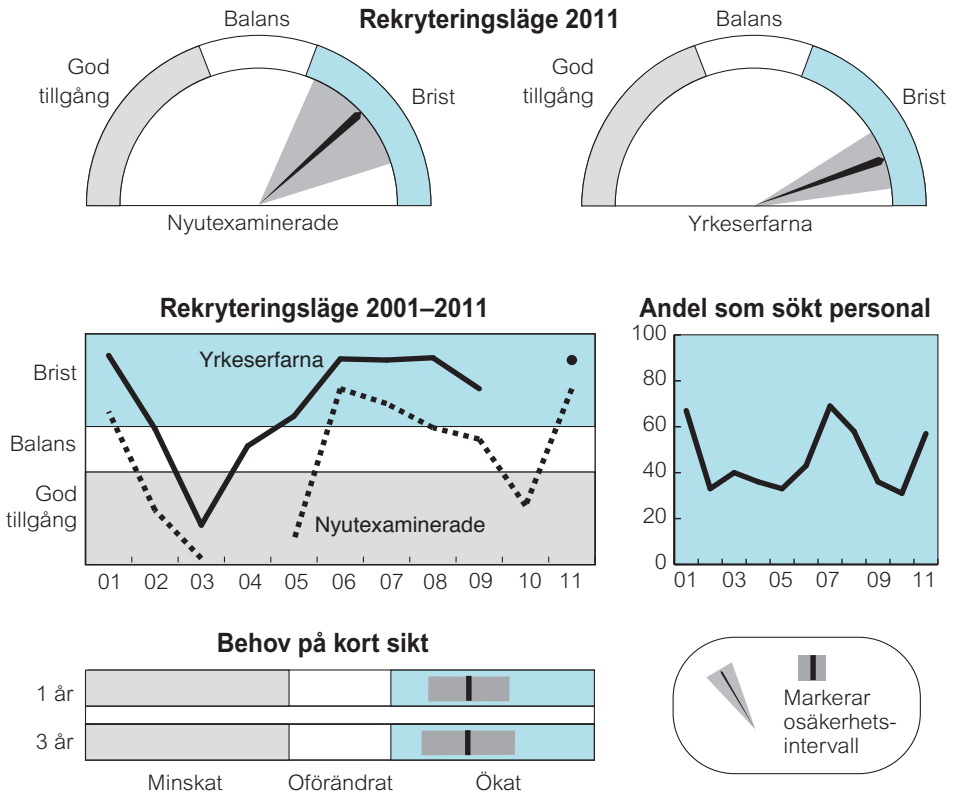 Rekryteringsläge 2011
Balans
God
tillgång
Brist
Nyutexaminerade
Balans
God
tillgång
Brist
Yrkeserfarna
Rekryteringsläge 2001–2011
Brist
Balans
God
tillgång
Yrkeserfarna
Nyutexaminerade
01 02 03 04 05 06 07 08 09 10 11
Andel som sökt personal
100
80
60
40
20
0
01 03 05 07 09 11
Behov på kort sikt
1 år
3 år
Minskat Oförändrat Ökat
Markerar
osäkerhets-
intervall